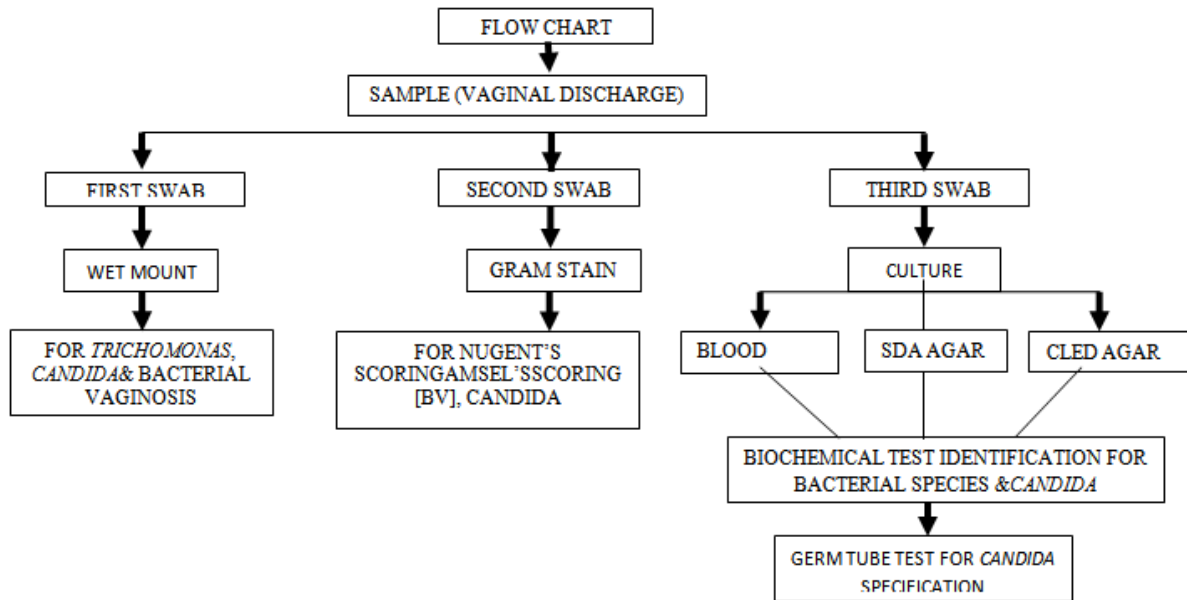 FLOW CHART
SAMPLE (VAGINAL DISCHARGE)
FIRST SWAB
SECOND SWAB
THIRD SWAB
WET MOUNT
GRAM STAIN
CULTURE
FOR TRICHOMONAS,
CANDIDA& BACTERIAL
VAGINOSIS
FOR NUGENT'S
SCORINGAMSEL'SSCORING
[BV], CANDIDA
BLOOD
SDA AGAR
CLED AGAR
BIOCHEMICAL TEST IDENTIFICATION FOR
BACTERIAL SPECIES &CANDIDA
GERM TUBE TEST FOR CANDIDA
SPECIFICATION